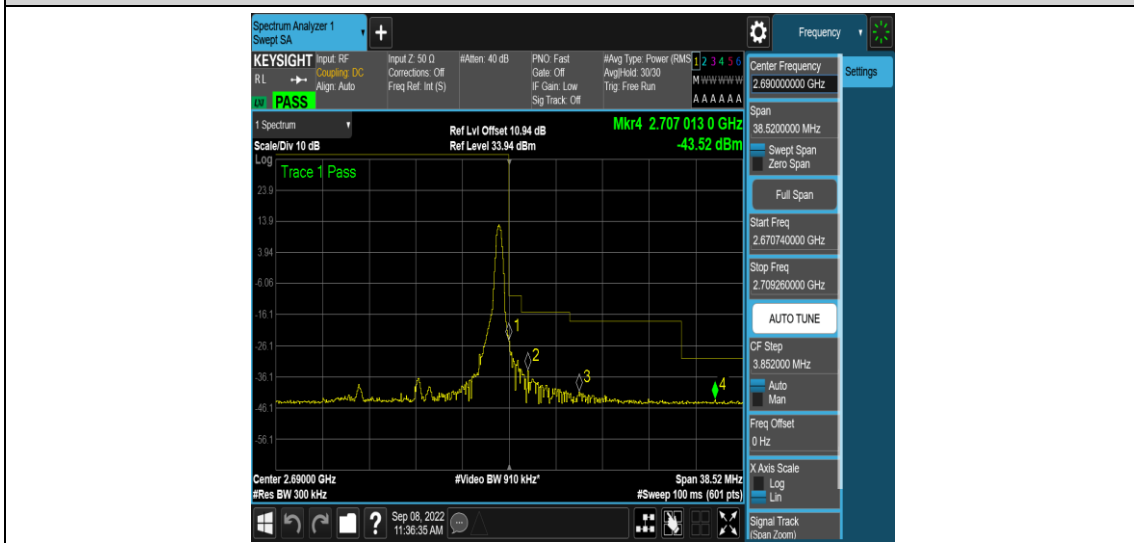 Spectrum Analyzer 1
Swept SA
+
Frequency
KEYSIGHT
RL
PASS
Input: RF
Coupling: DC
Align: Auto
Input Z: 50 Ω
Corrections: Off
Freq Ref: Int (S)
#Atten: 40 dB
PNO: Fast
Gate: Off
IF Gain: Low
Sig Track: Off
#Avg Type: Power (RMS
Avg|Hold: 30/30
Trig: Free Run
1 2 3 4 5 6
M W W W W W
A A A A A A
1 Spectrum
Scale/Div 10 dB
Ref Lvl Offset 10.94 dB
Ref Level 33.94 dBm
Mkr4 2.707 013 0 GHz
-43.52 dBm
Log
Trace 1 Pass
23.9
13.9
3.94
-6.06
-16.1
-26.1
-36.1
-46.1
-56.1
1
2
3
4
Center 2.69000 GHz
#Res BW 300 kHz
#Video BW 910 kHz*
Span 38.52 MHz
#Sweep 100 ms (601 pts)
Center Frequency
2.690000000 GHz
Settings
Span
38.5200000 MHz
Swept Span
Zero Span
Full Span
Start Freq
2.670740000 GHz
Stop Freq
2.709260000 GHz
AUTO TUNE
CF Step
3.852000 MHz
Auto
Man
Freq Offset
0 Hz
X Axis Scale
Log
Lin
Signal Track
(Span Zoom)
?
Sep 08, 2022
11:36:35 AM